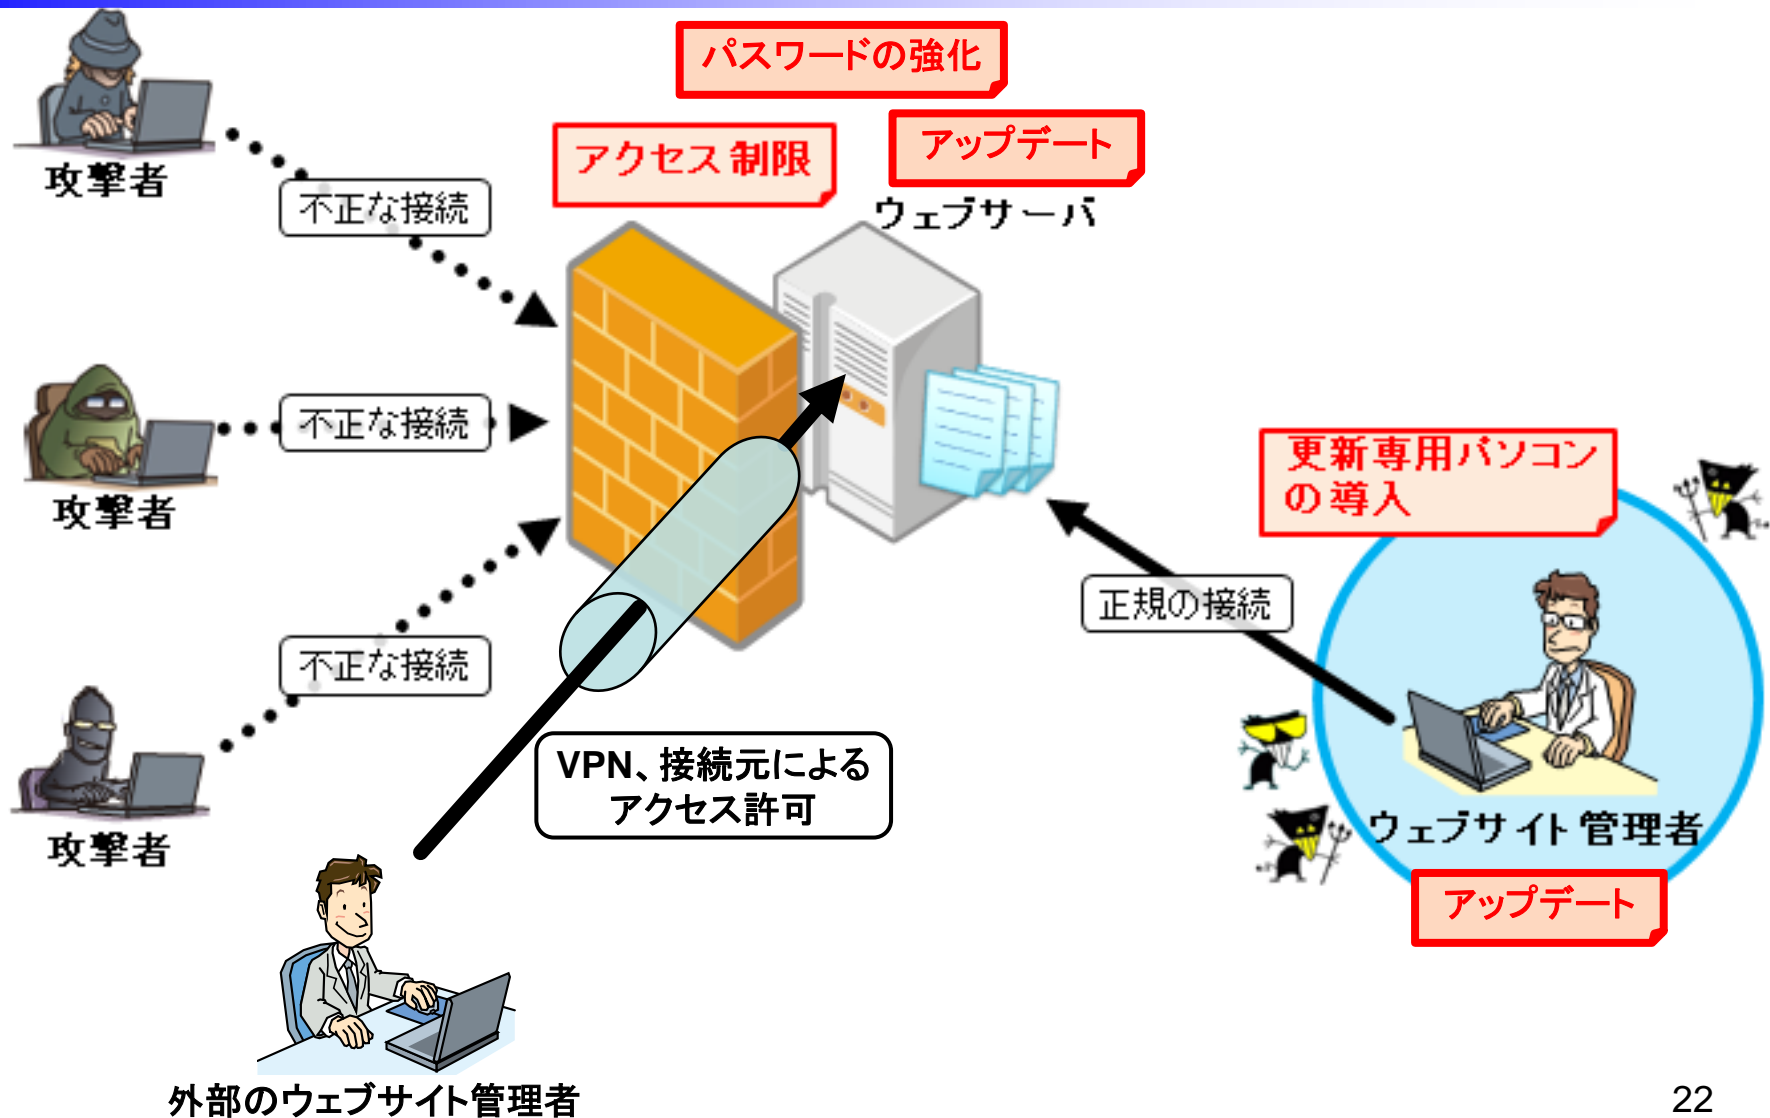 パスワードの強化
アップデート
アクセス制限
ウェブサーバ
攻撃者
不正な接続
攻撃者
不正な接続
攻撃者
不正な接続
更新専用パソコン
の導入
正規の接続
ウェブサイト管理者
アップデート
VPN、接続元による
アクセス許可
外部のウェブサイト管理者
22